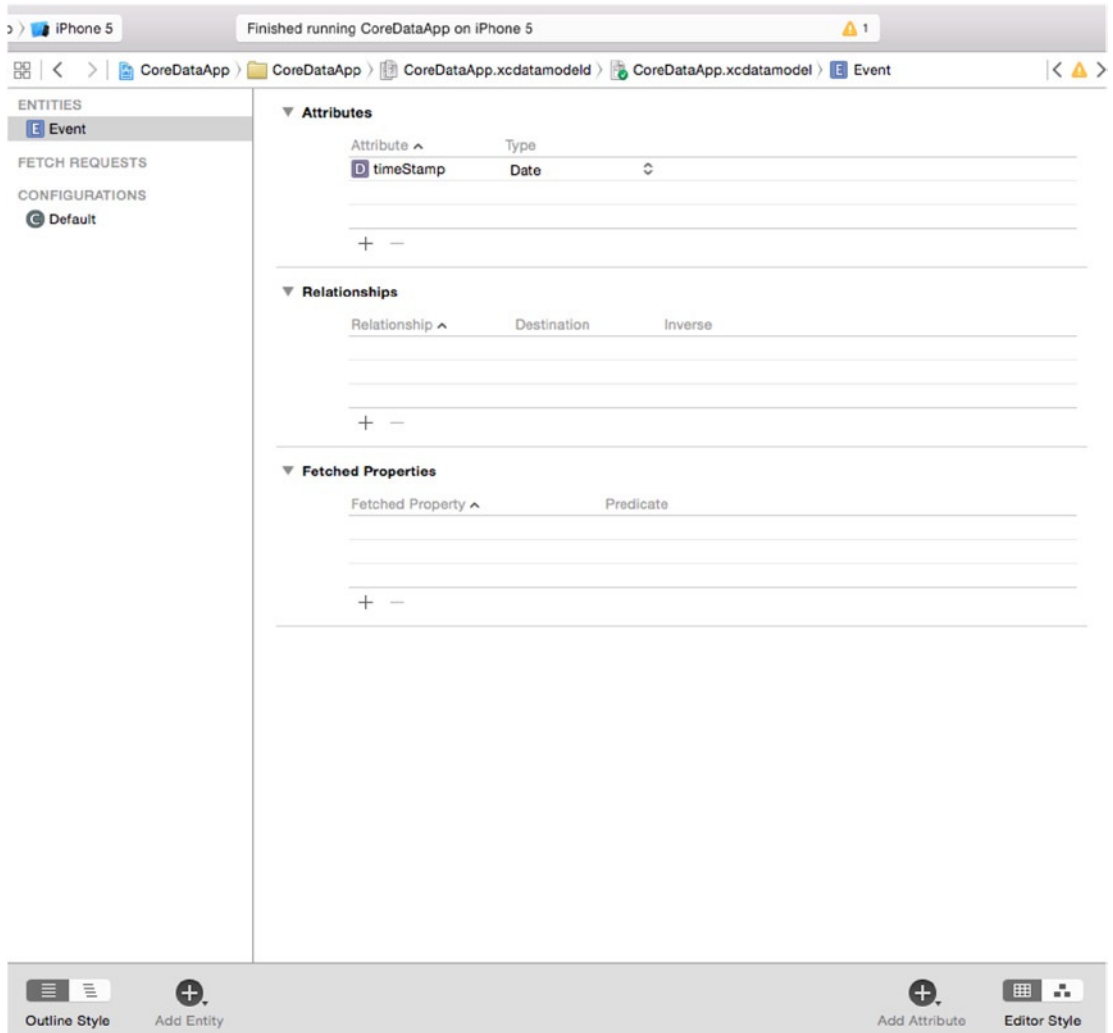 iPhone 5
Finished running CoreDataApp on iPhone 5
1
CoreDataApp
CoreDataApp
CoreDataApp.xcdatamodeld
CoreDataApp.xcdatamodel
E Event
ENTITIES
E Event
FETCH REQUESTS
CONFIGURATIONS
C Default
Attributes
Attribute Type
D timeStamp Date
Relationships
Relationship Destination Inverse
Fetched Properties
Fetched Property Predicate
Outline Style
Add Entity
Add Attribute
Editor Style